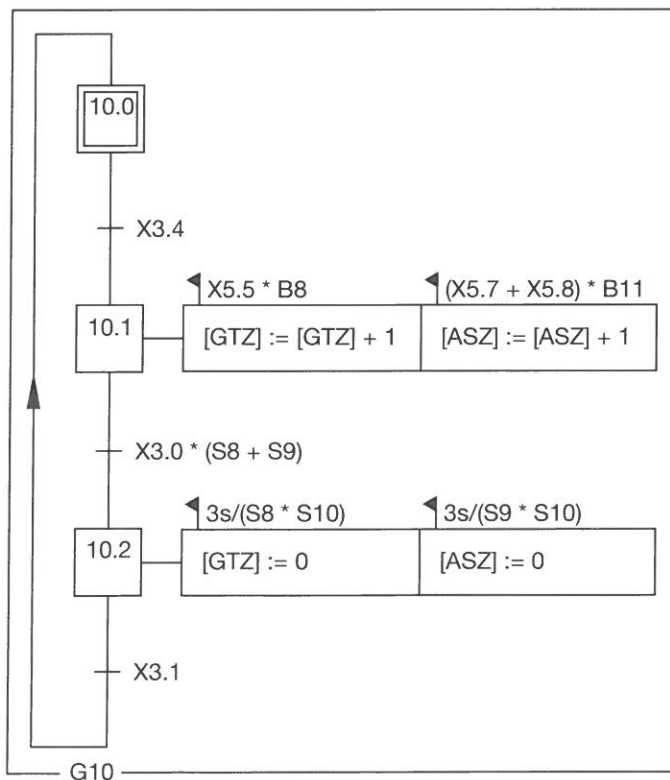 10.0
X3.4
X5.5 * B8
(X5.7 + X5.8) * B11
10.1
[GTZ] := [GTZ] + 1
[ASZ] := [ASZ] + 1
X3.0 * (S8 + S9)
3s/(S8 * S10)
3s/(S9 * S10)
10.2
[GTZ] := 0
[ASZ] := 0
X3.1
G10